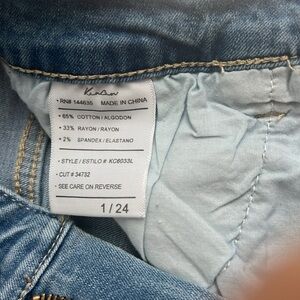 KanCan
• RN# 144635 MADE IN CHINA
• 65% COTTON / ALGODON
• 33% RAYON / RAYON
• 2% SPANDEX / ELASTANO
• STYLE / ESTILO # KC6033L
• CUT # 34732
• SEE CARE ON REVERSE
1 / 24